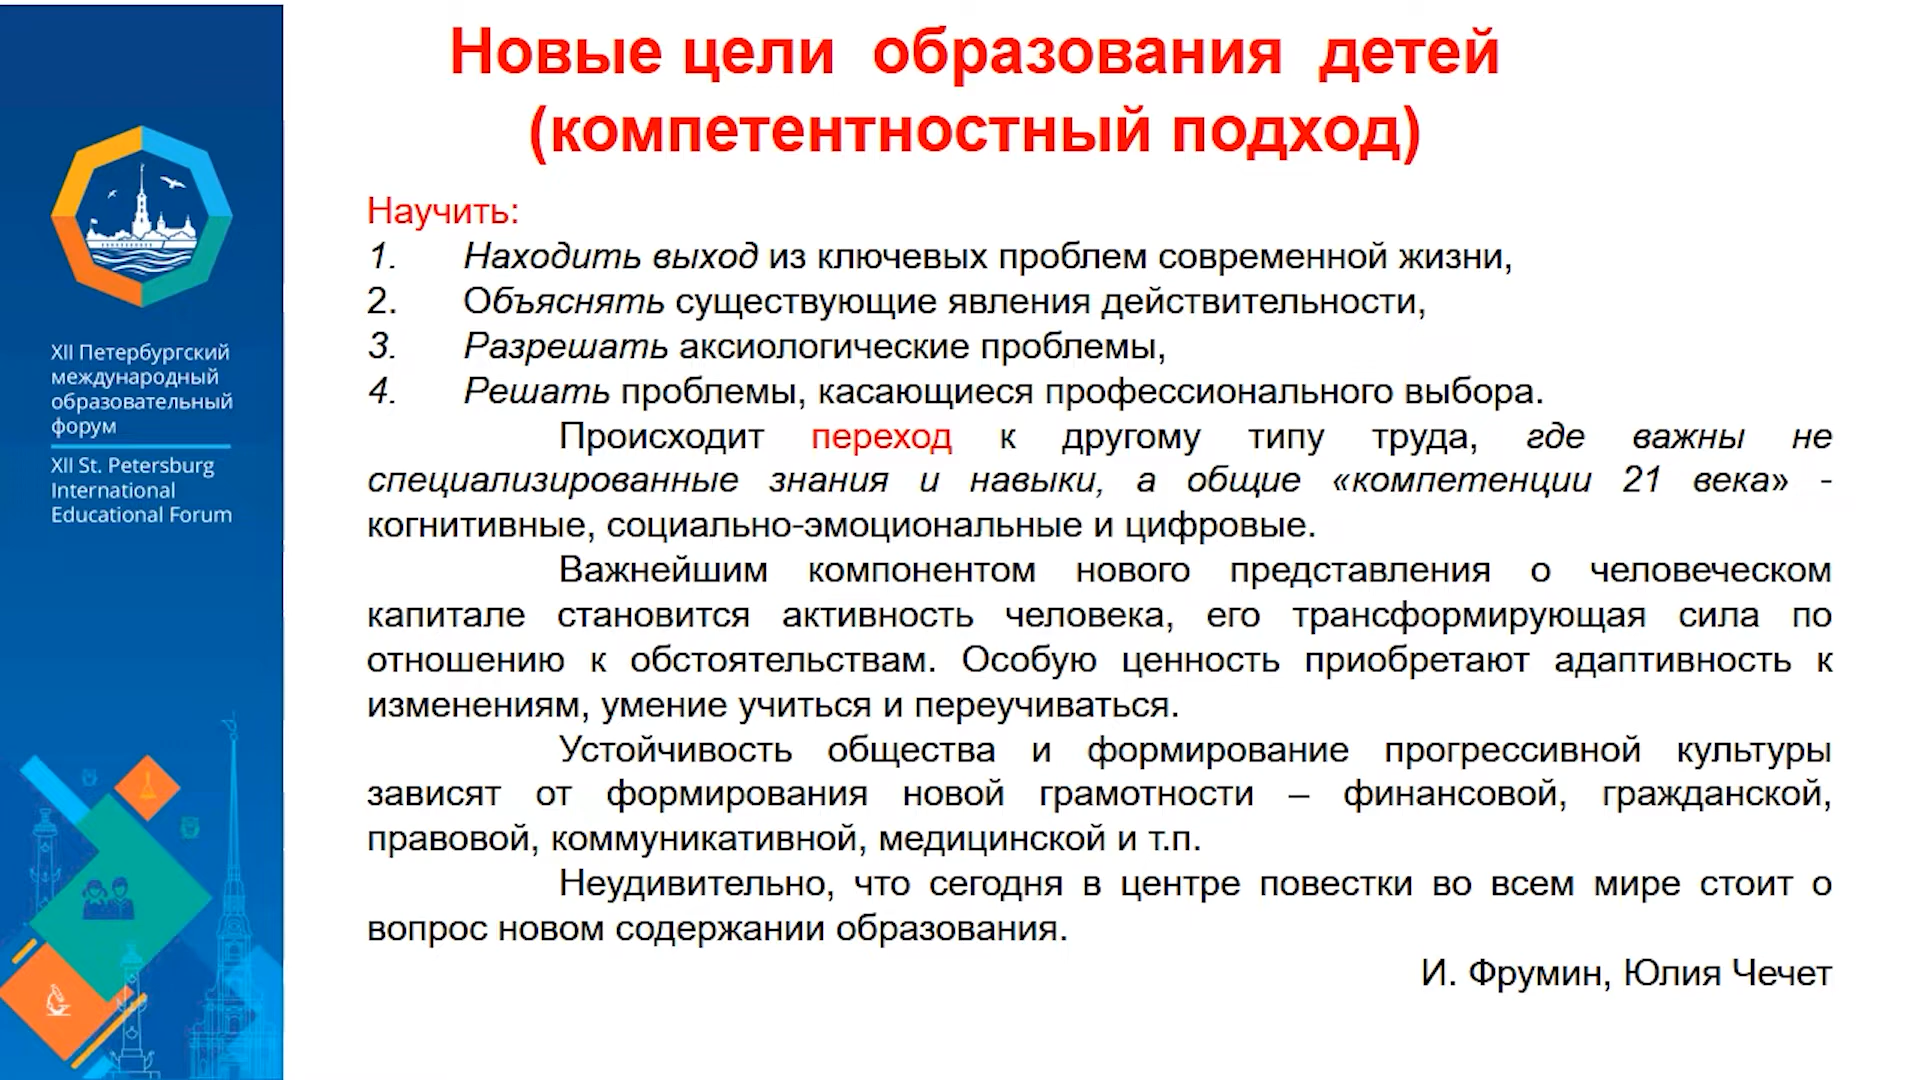 Новые цели образования детей
(компетентностный подход)
XII Петербургский
международный
образовательный
форум
XII St. Petersburg
International
Educational Forum
Научить:
1. Находить выход из ключевых проблем современной жизни,
2. Объяснять существующие явления действительности,
3. Разрешать аксиологические проблемы,
4. Решать проблемы, касающиеся профессионального выбора.
Происходит переход к другому типу труда, где важны не
специализированные знания и навыки, а общие «компетенции 21 века» -
когнитивные, социально-эмоциональные и цифровые.
Важнейшим компонентом нового представления о человеческом
капитале становится активность человека, его трансформирующая сила по
отношению к обстоятельствам. Особую ценность приобретают адаптивность к
изменениям, умение учиться и переучиваться.
Устойчивость общества и формирование прогрессивной культуры
зависят от формирования новой грамотности – финансовой, гражданской,
правовой, коммуникативной, медицинской и т.п.
Неудивительно, что сегодня в центре повестки во всем мире стоит о
вопрос новом содержании образования.
И. Фрумин, Юлия Чечет